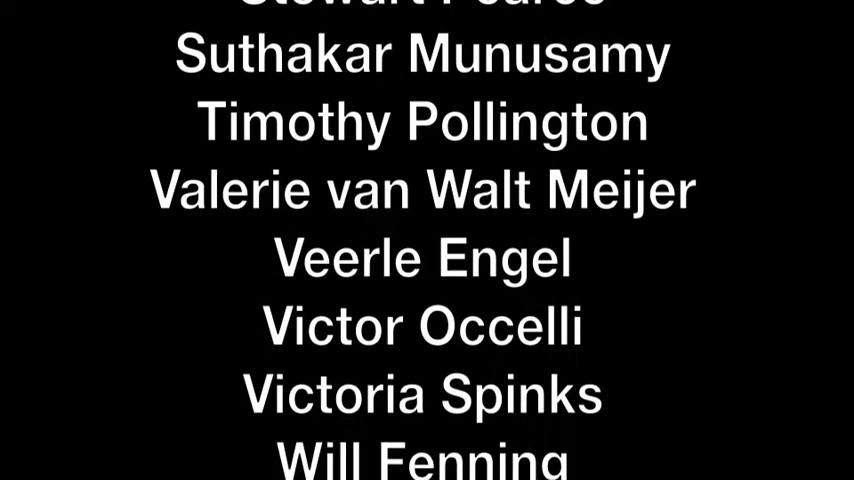 Stewart Pearce
Suthakar Munusamy
Timothy Pollington
Valerie van Walt Meijer
Veerle Engel
Victor Occelli
Victoria Spinks
Will Fenning